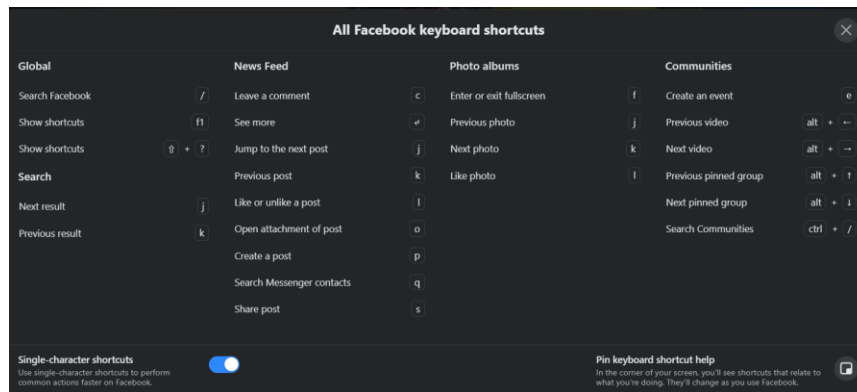 All Facebook keyboard shortcuts
Global
Search Facebook /
Show shortcuts f1
Show shortcuts ⇧ + ?
Search
Next result j
Previous result k
News Feed
Leave a comment c
See more ↵
Jump to the next post j
Previous post k
Like or unlike a post l
Open attachment of post o
Create a post p
Search Messenger contacts q
Share post s
Photo albums
Enter or exit fullscreen f
Previous photo j
Next photo k
Like photo l
Communities
Create an event e
Previous video alt + ←
Next video alt + →
Previous pinned group alt + ↑
Next pinned group alt + ↓
Search Communities ctrl + /
Single-character shortcuts
Use single-character shortcuts to perform
common actions faster on Facebook.
Pin keyboard shortcut help
In the corner of your screen, you'll see shortcuts that relate to
what you're doing. They'll change as you use Facebook.